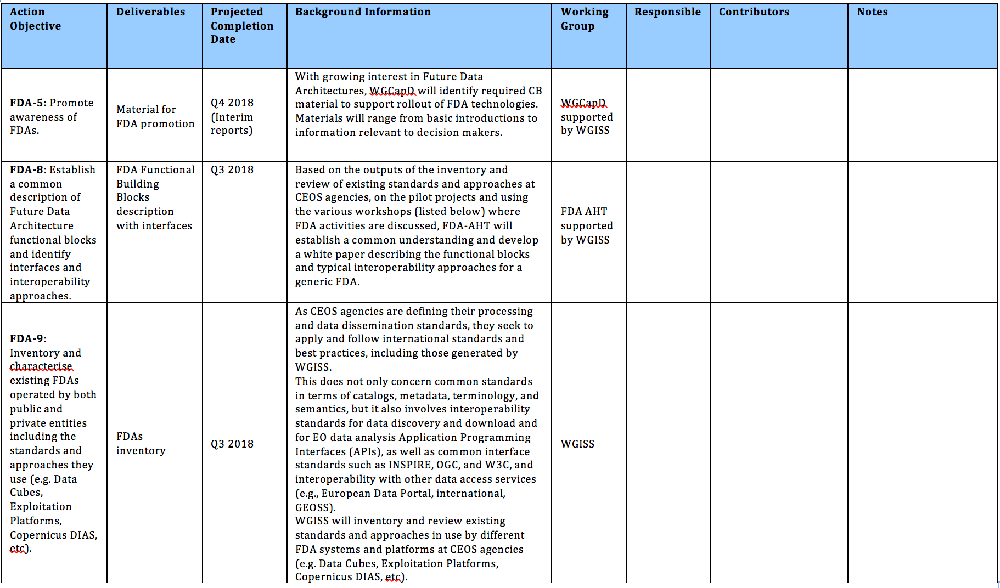 Action
Objective
Deliverables
Projected
Completion
Date
Background Information
Working
Group
Responsible
Contributors
Notes
FDA-5: Promote
awareness of
FDAs.
Material for
FDA promotion
Q4 2018
(Interim
reports)
With growing interest in Future Data
Architectures, WGCapD will identify required CB
material to support rollout of FDA technologies.
Materials will range from basic introductions to
information relevant to decision makers.
WGCapD
supported
by WGISS
FDA-8: Establish
a common
description of
Future Data
Architecture
functional blocks
and identify
interfaces and
interoperability
approaches.
FDA Functional
Building
Blocks
description
with interfaces
Q3 2018
Based on the outputs of the inventory and
review of existing standards and approaches at
CEOS agencies, on the pilot projects and using
the various workshops (listed below) where
FDA activities are discussed, FDA-AHT will
establish a common understanding and develop
a white paper describing the functional blocks
and typical interoperability approaches for a
generic FDA.
FDA AHT
supported
by WGISS
FDA-9:
Inventory and
characterise
existing FDAs
operated by both
public and
private entities
including the
standards and
approaches they
use (e.g. Data
Cubes,
Exploitation
Platforms,
Copernicus DIAS,
etc).
FDAs
inventory
Q3 2018
As CEOS agencies are defining their processing
and data dissemination standards, they seek to
apply and follow international standards and
best practices, including those generated by
WGISS.
This does not only concern common standards
in terms of catalogs, metadata, terminology, and
semantics, but it also involves interoperability
standards for data discovery and download and
for EO data analysis Application Programming
Interfaces (APIs), as well as common interface
standards such as INSPIRE, OGC, and W3C, and
interoperability with other data access services
(e.g., European Data Portal, international,
GEOSS).
WGISS will inventory and review existing
standards and approaches in use by different
FDA systems and platforms at CEOS agencies
(e.g. Data Cubes, Exploitation Platforms,
Copernicus DIAS, etc).
WGISS